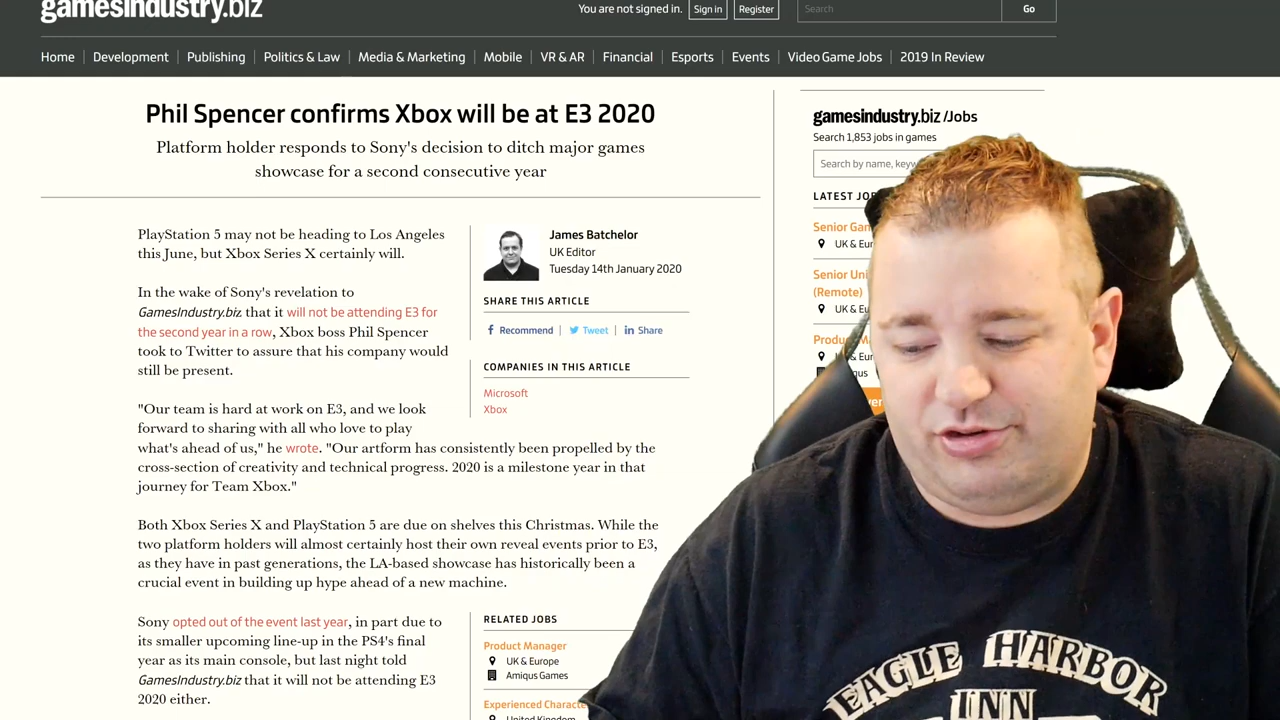 gamesindustry.biz
You are not signed in. Sign in Register Search Go
Home Development Publishing Politics & Law Media & Marketing Mobile VR & AR Financial Esports Events Video Game Jobs 2019 In Review
Phil Spencer confirms Xbox will be at E3 2020
Platform holder responds to Sony's decision to ditch major games
showcase for a second consecutive year
PlayStation 5 may not be heading to Los Angeles
this June, but Xbox Series X certainly will.
In the wake of Sony's revelation to
GamesIndustry.biz that it will not be attending E3 for
the second year in a row, Xbox boss Phil Spencer
took to Twitter to assure that his company would
still be present.
"Our team is hard at work on E3, and we look
forward to sharing with all who love to play
what's ahead of us," he wrote. "Our artform has consistently been propelled by the
cross-section of creativity and technical progress. 2020 is a milestone year in that
journey for Team Xbox."
Both Xbox Series X and PlayStation 5 are due on shelves this Christmas. While the
two platform holders will almost certainly host their own reveal events prior to E3,
as they have in past generations, the LA-based showcase has historically been a
crucial event in building up hype ahead of a new machine.
Sony opted out of the event last year, in part due to
its smaller upcoming line-up in the PS4's final
year as its main console, but last night told
GamesIndustry.biz that it will not be attending E3
2020 either.
James Batchelor
UK Editor
Tuesday 14th January 2020
SHARE THIS ARTICLE
Recommend Tweet Share
COMPANIES IN THIS ARTICLE
Microsoft
Xbox
RELATED JOBS
Product Manager
UK & Europe
Amiqus Games
Experienced
United Kingdom
gamesindustry.biz /Jobs
Search 1,853 jobs in games
Search by name,
LATEST
Senior
UK &
Senior
(Remote)
UK &
EAGLE HARBOR
INN